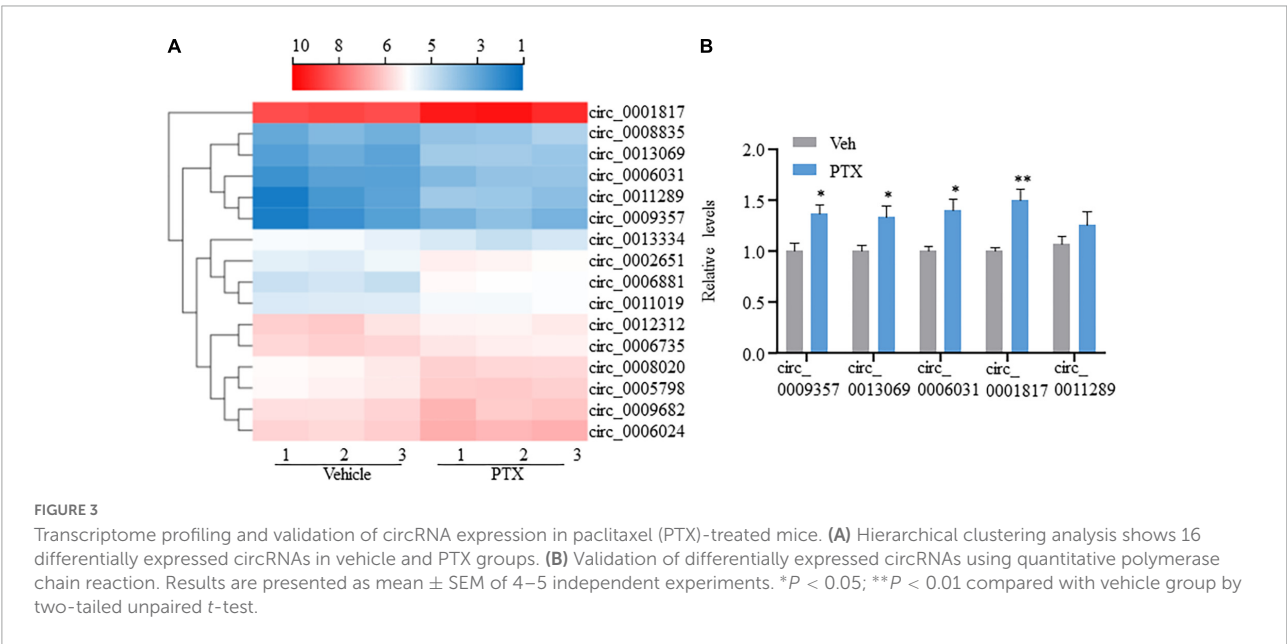 A
10 8 6 5 3 1
circ_0001817
circ_0008835
circ_0013069
circ_0006031
circ_0011289
circ_0009357
circ_0013334
circ_0002651
circ_0006881
circ_0011019
circ_0012312
circ_0006735
circ_0008020
circ_0005798
circ_0009682
circ_0006024
1 2 3 1 2 3
Vehicle PTX
B
Veh
PTX
Relative levels
2.0
1.5
1.0
0.5
0.0
* * * **
circ_ circ_ circ_ circ_ circ_
0009357 0013069 0006031 0001817 0011289
FIGURE 3
Transcriptome profiling and validation of circRNA expression in paclitaxel (PTX)-treated mice. (A) Hierarchical clustering analysis shows 16
differentially expressed circRNAs in vehicle and PTX groups. (B) Validation of differentially expressed circRNAs using quantitative polymerase
chain reaction. Results are presented as mean ± SEM of 4–5 independent experiments. *P < 0.05; **P < 0.01 compared with vehicle group by
two-tailed unpaired t-test.